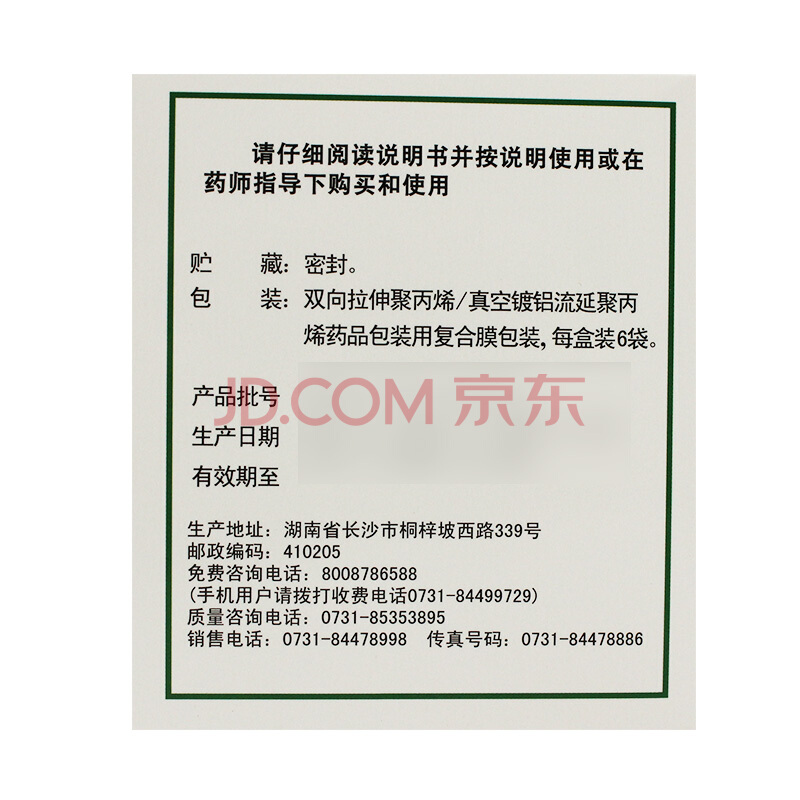 请仔细阅读说明书并按说明使用或在
药师指导下购买和使用
贮 藏：密封。
包 装：双向拉伸聚丙烯/真空镀铝流延聚丙
烯药品包装用复合膜包装，每盒装6袋。
产品批号
JD.COM 京东
生产日期
有效期至
生产地址：湖南省长沙市桐梓坡西路339号
邮政编码：410205
免费咨询电话：8008786588
(手机用户请拨打收费电话0731-84499729)
质量咨询电话：0731-85353895
销售电话：0731-84478998 传真号码：0731-84478886